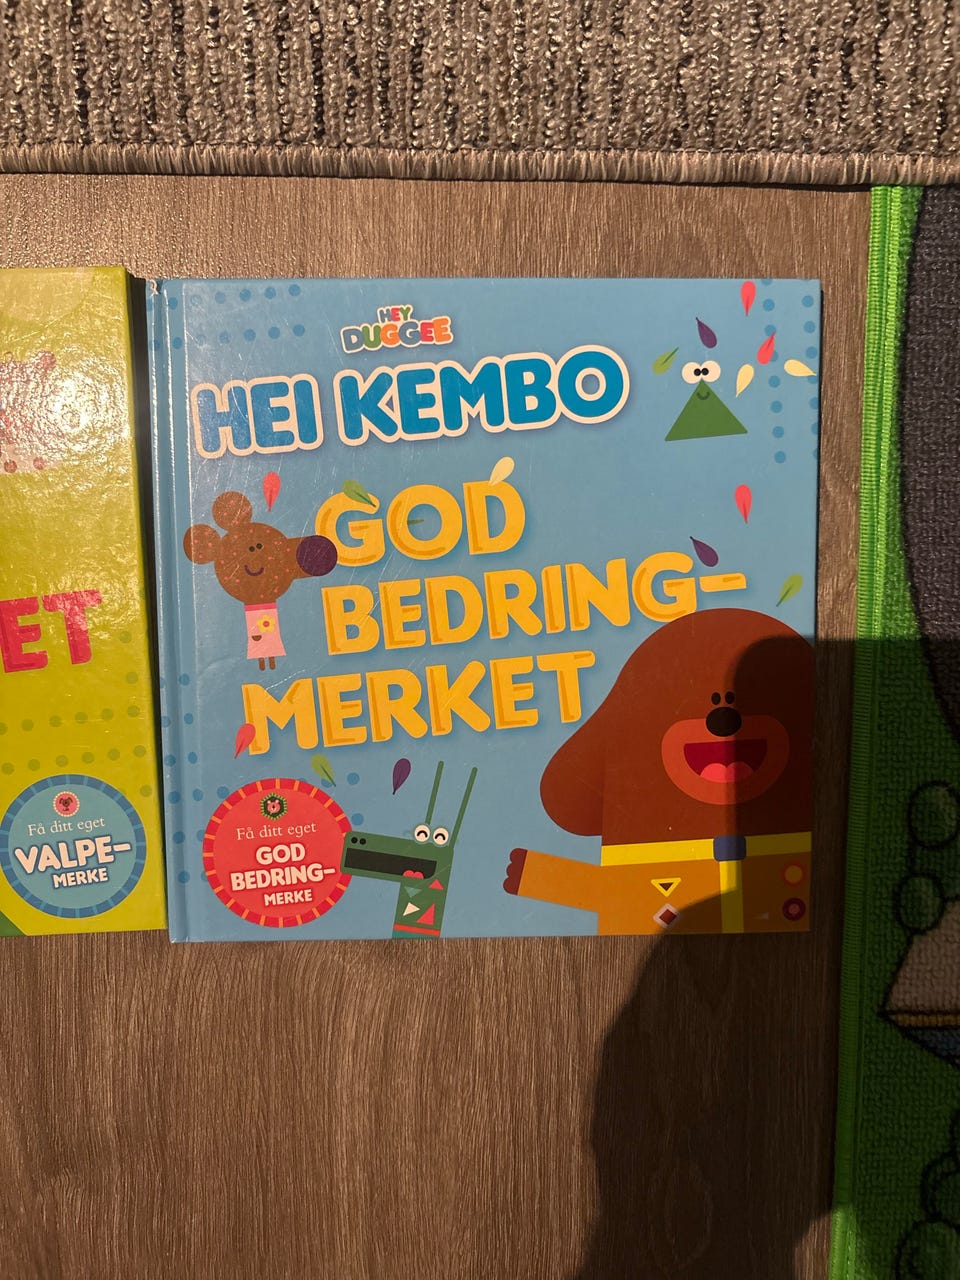 ET
Få ditt eget
VALPE-
MERKE
HEY
DUGGEE
HEI KEMBO
GOD
BEDRING-
MERKET
Få ditt eget
GOD
BEDRING-
MERKE